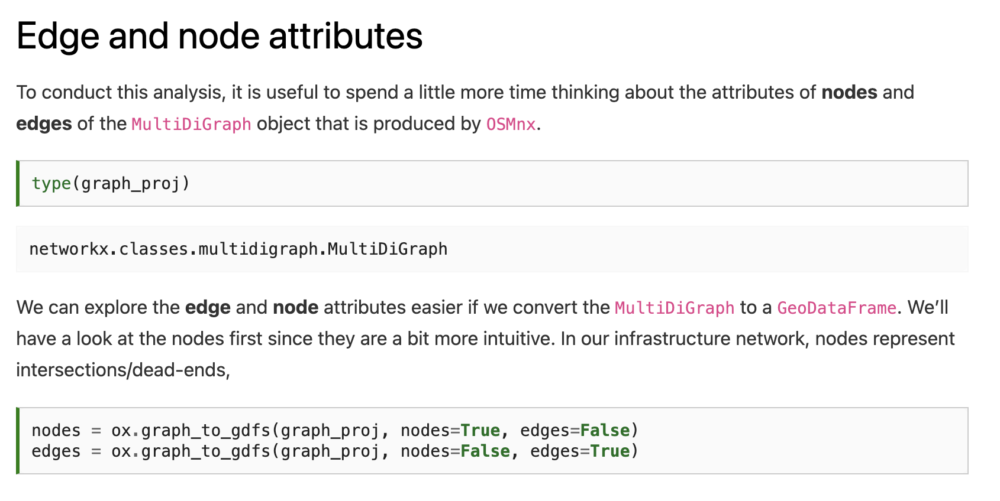 Edge and node attributes
To conduct this analysis, it is useful to spend a little more time thinking about the attributes of nodes and
edges of the MultiDiGraph object that is produced by OSMnx.
type(graph_proj)
networkx.classes.multidigraph.MultiDiGraph
We can explore the edge and node attributes easier if we convert the MultiDiGraph to a GeoDataFrame. We’ll
have a look at the nodes first since they are a bit more intuitive. In our infrastructure network, nodes represent
intersections/dead-ends,
nodes = ox.graph_to_gdfs(graph_proj, nodes=True, edges=False)
edges = ox.graph_to_gdfs(graph_proj, nodes=False, edges=True)